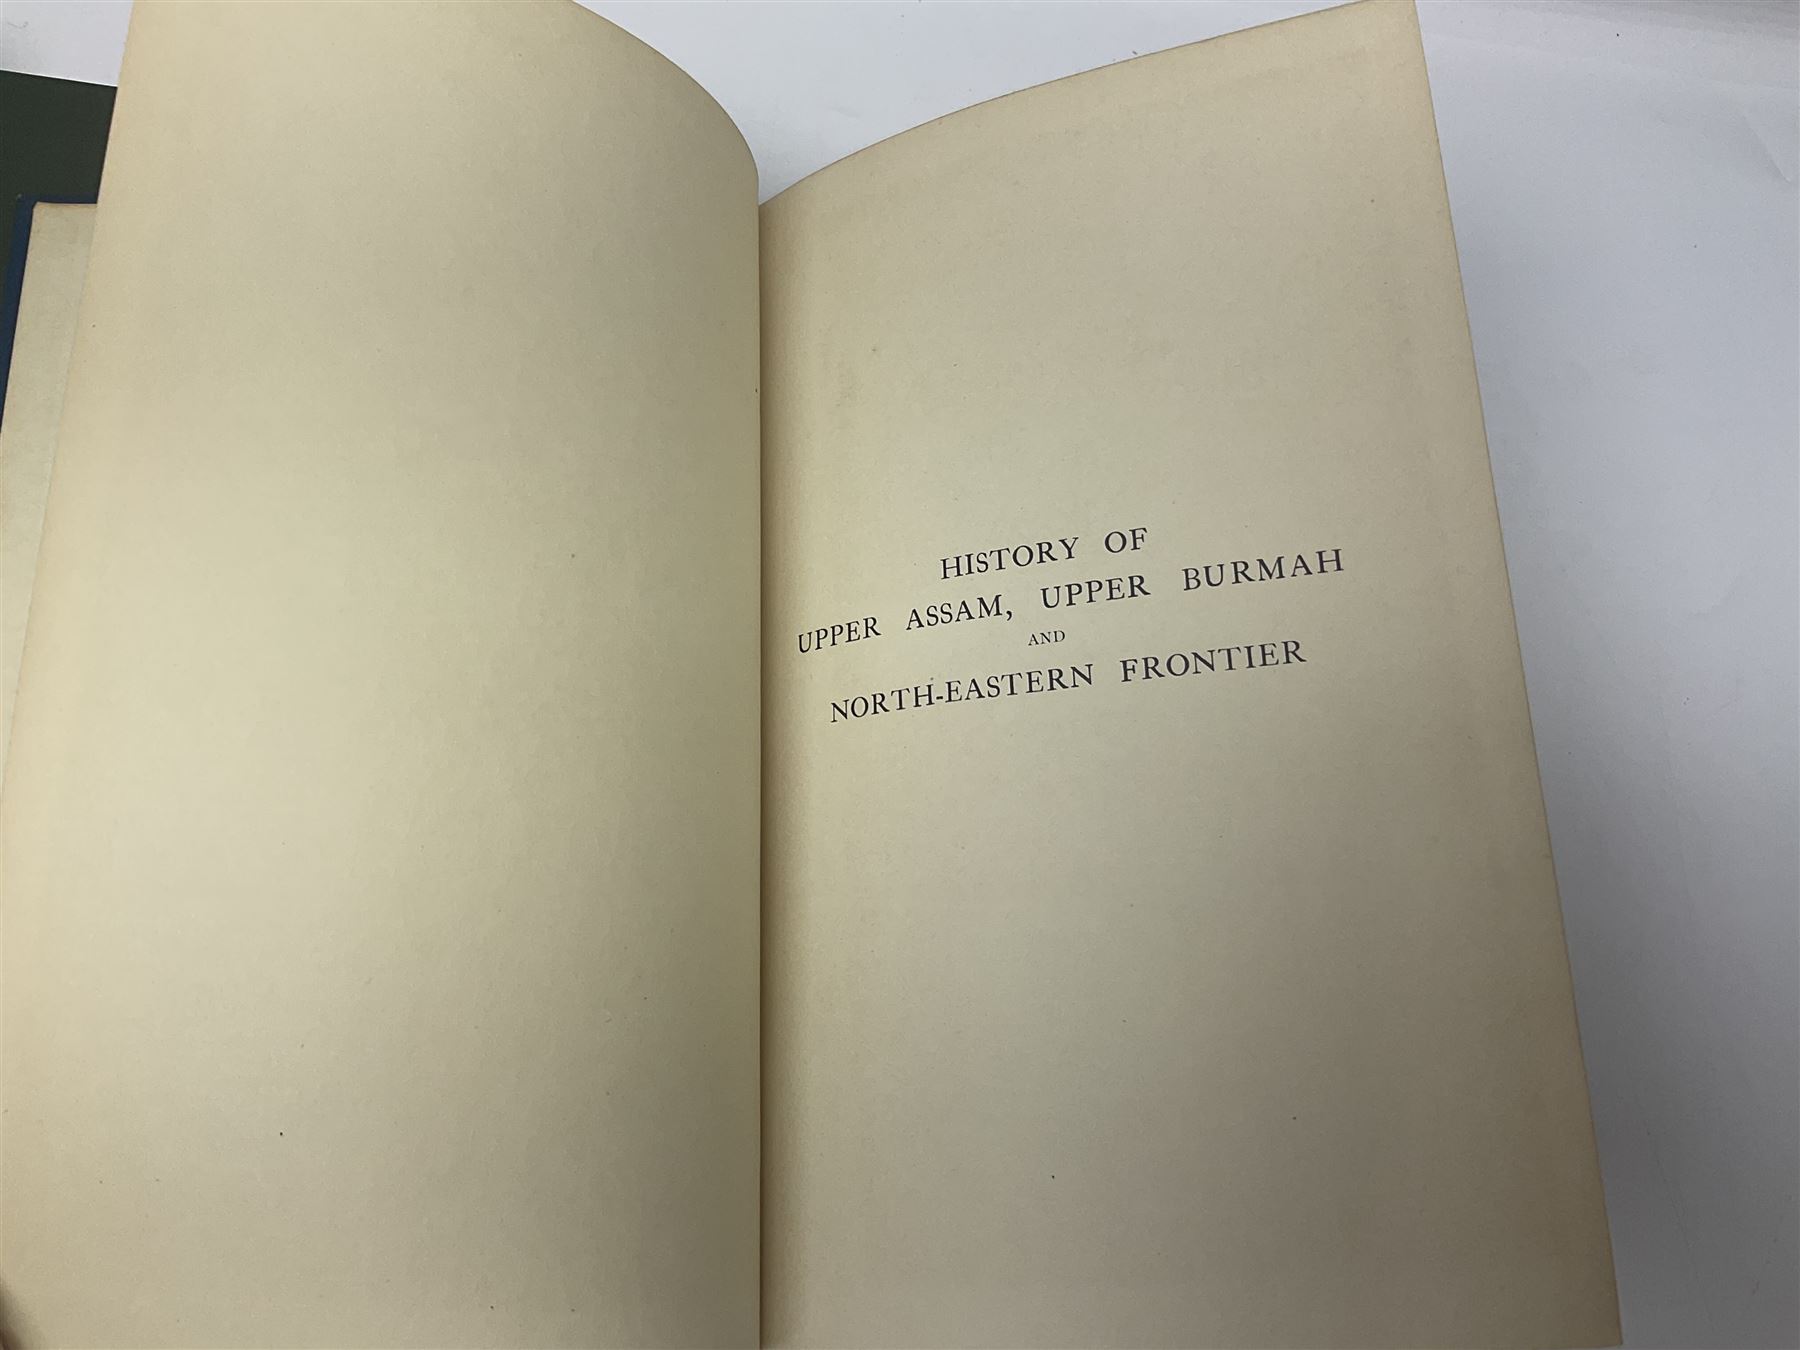 HISTORY OF
UPPER ASSAM, UPPER BURMAH
AND
NORTH-EASTERN FRONTIER